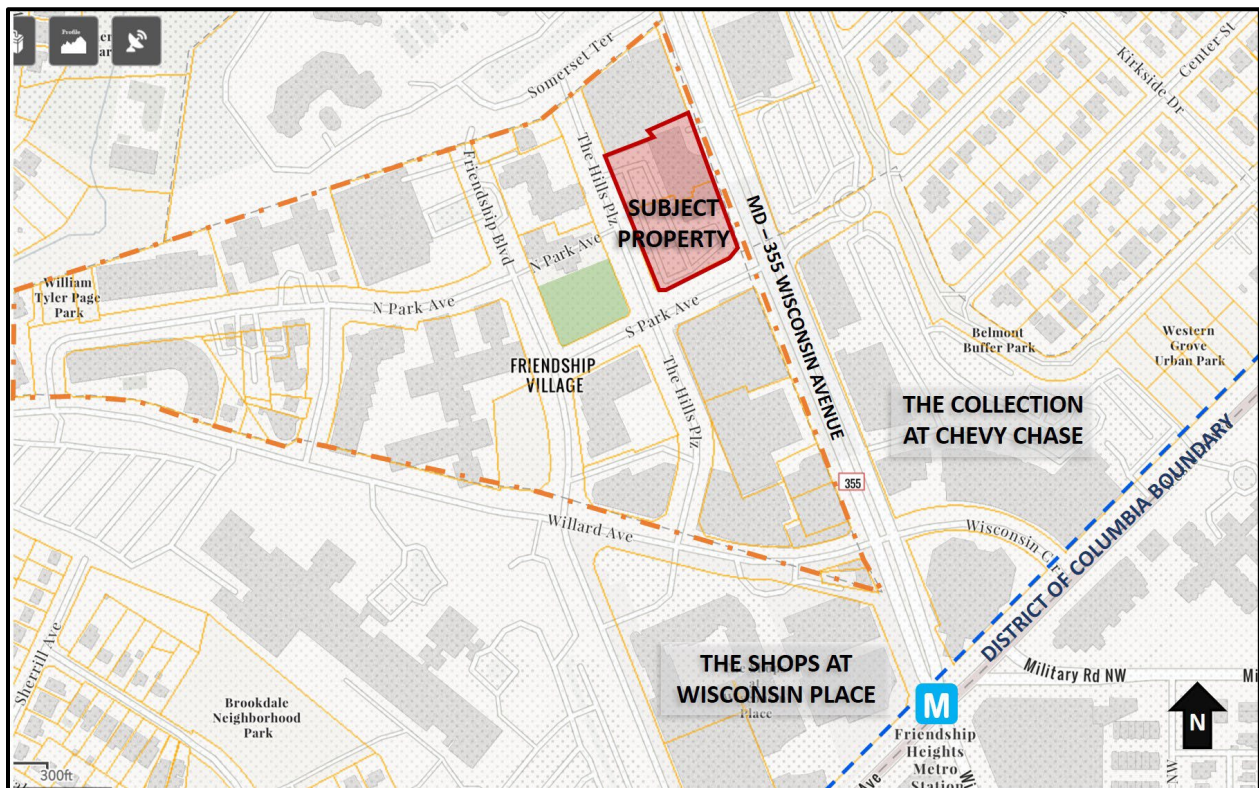 Profile
Somerset Ter
Center St
Kirkside Dr
The Hills Plz
Friendship Blvd
SUBJECT
PROPERTY
MD – 355 WISCONSIN AVENUE
N Park Ave
William
Tyler Page
Park
N Park Ave
S Park Ave
Belmont
Buffer Park
Western
Grove
Urban Park
FRIENDSHIP
VILLAGE
The Hills Plz
THE COLLECTION
AT CHEVY CHASE
355
DISTRICT OF COLUMBIA BOUNDARY
Willard Ave
Wisconsin Cir
Sherrill Ave
THE SHOPS AT
WISCONSIN PLACE
Place
Military Rd NW
Mi
Brookdale
Neighborhood
Park
M
N
Friendship
Heights
Metro
Station
Ave
NW
300ft